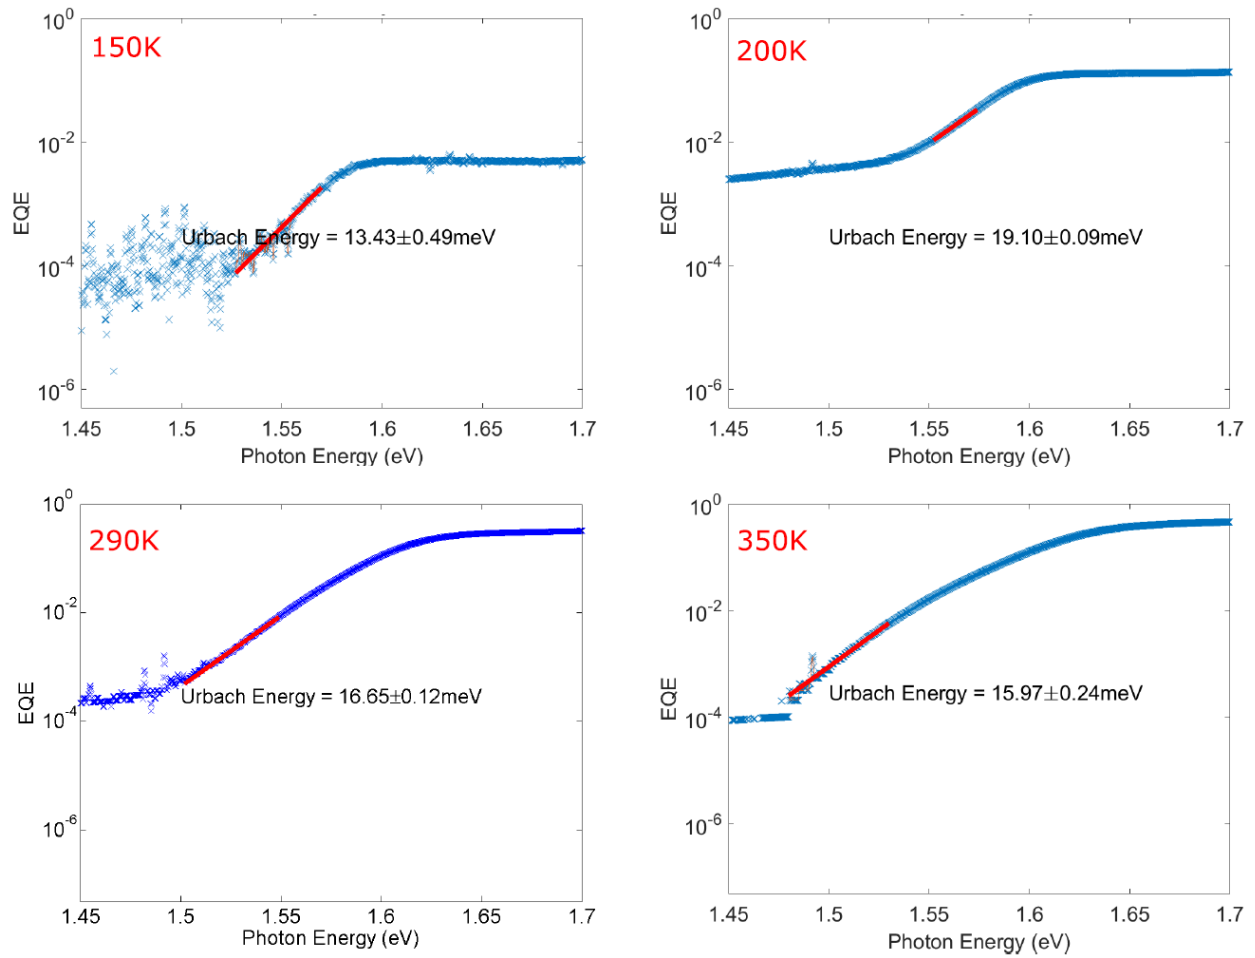 10^0
150K
10^-2
EQE
Urbach Energy = 13.43±0.49meV
10^-4
10^-6
1.45 1.5 1.55 1.6 1.65 1.7
Photon Energy (eV)
10^0
200K
10^-2
EQE
Urbach Energy = 19.10±0.09meV
10^-4
10^-6
1.45 1.5 1.55 1.6 1.65 1.7
Photon Energy (eV)
10^0
290K
10^-2
EQE
Urbach Energy = 16.65±0.12meV
10^-4
10^-6
1.45 1.5 1.55 1.6 1.65 1.7
Photon Energy (eV)
10^0
350K
10^-2
EQE
Urbach Energy = 15.97±0.24meV
10^-4
10^-6
1.45 1.5 1.55 1.6 1.65 1.7
Photon Energy (eV)